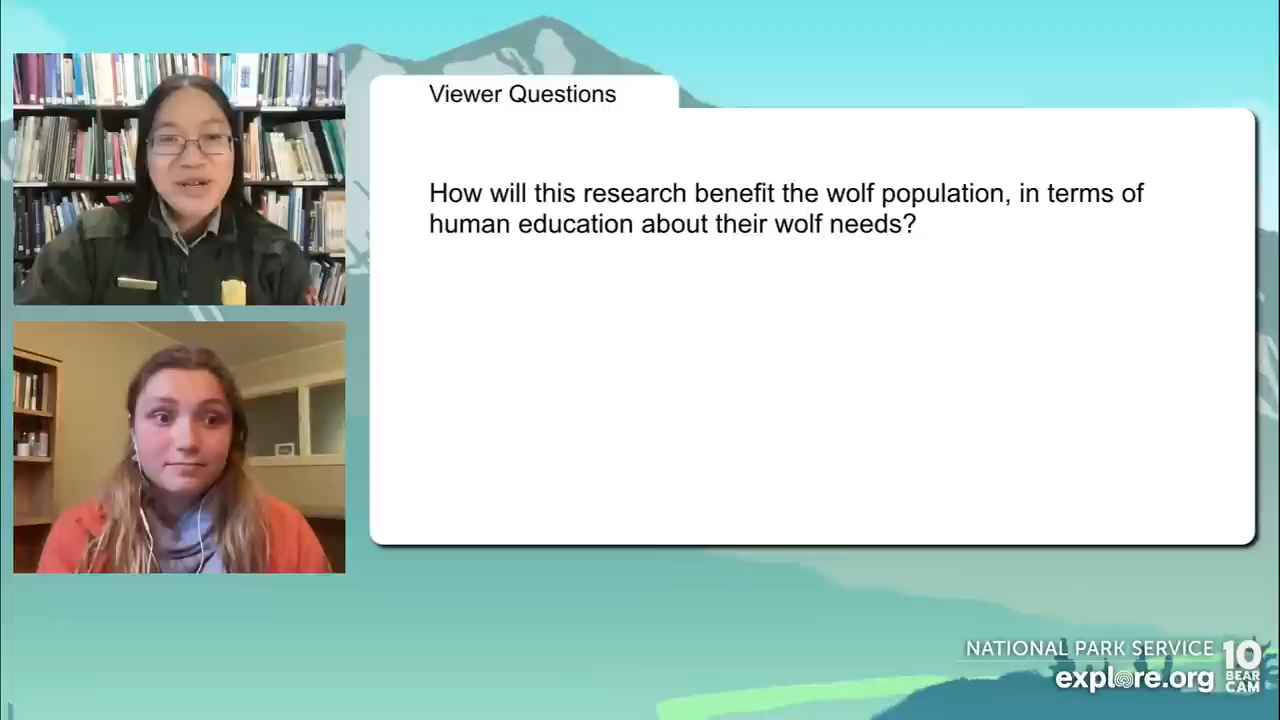 Viewer Questions
How will this research benefit the wolf population, in terms of
human education about their wolf needs?
NATIONAL PARK SERVICE
explore.org
10
BEAR
CAM